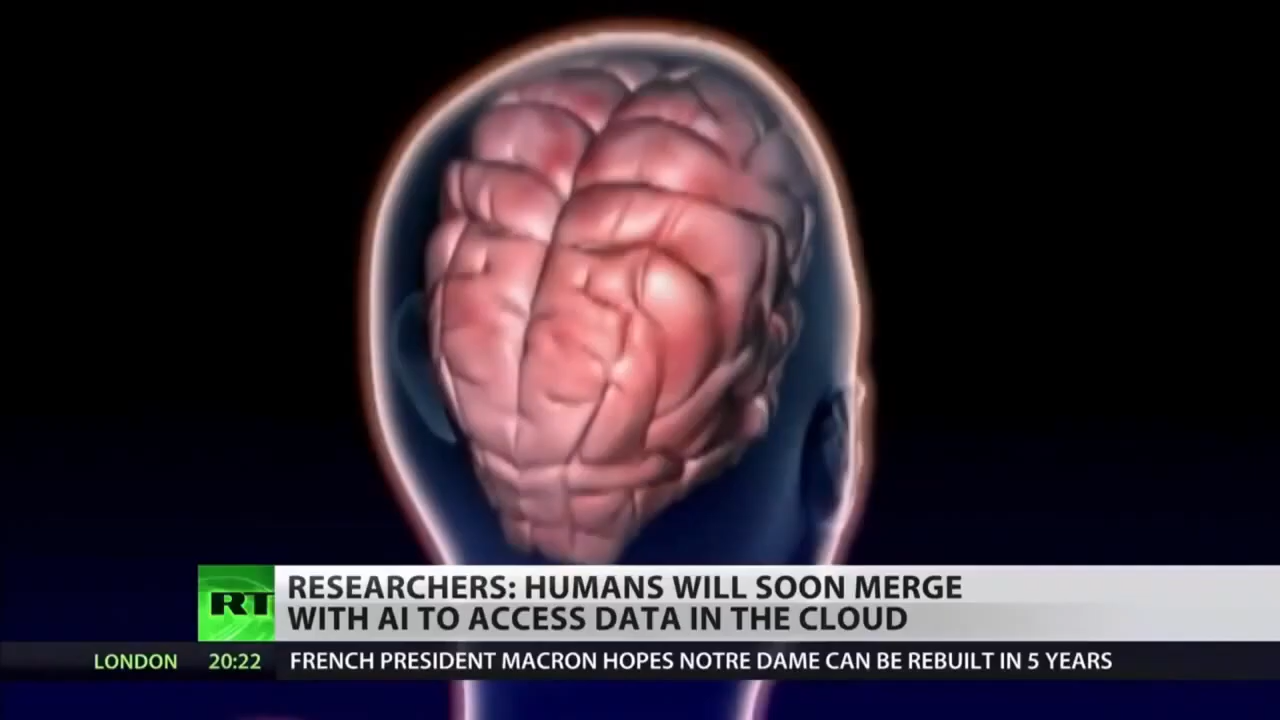 RT
RESEARCHERS: HUMANS WILL SOON MERGE
WITH AI TO ACCESS DATA IN THE CLOUD
LONDON 20:22 FRENCH PRESIDENT MACRON HOPES NOTRE DAME CAN BE REBUILT IN 5 YEARS